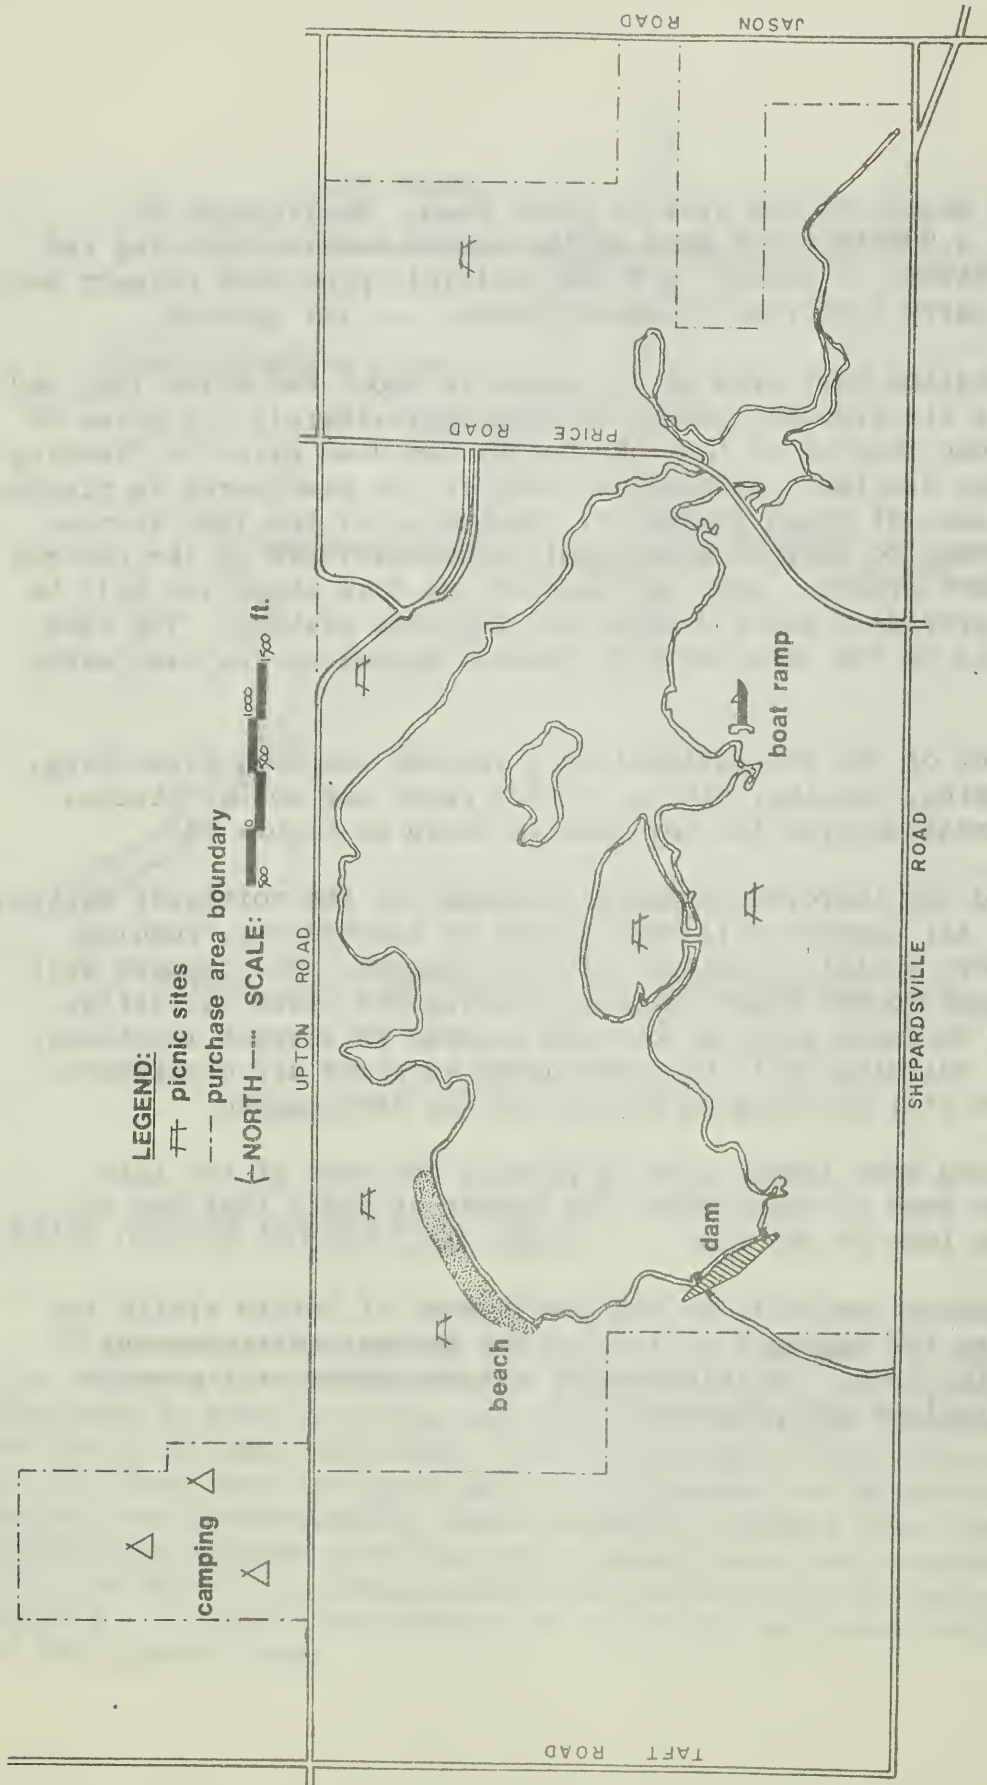 JASON ROAD
PRICE ROAD
LEGEND:
picnic sites
purchase area boundary
NORTH SCALE: 500 0 500 1000 1500 ft.
UPTON ROAD
boat ramp
SHEPARDSVILLE ROAD
dam
beach
camping
TAFT ROAD